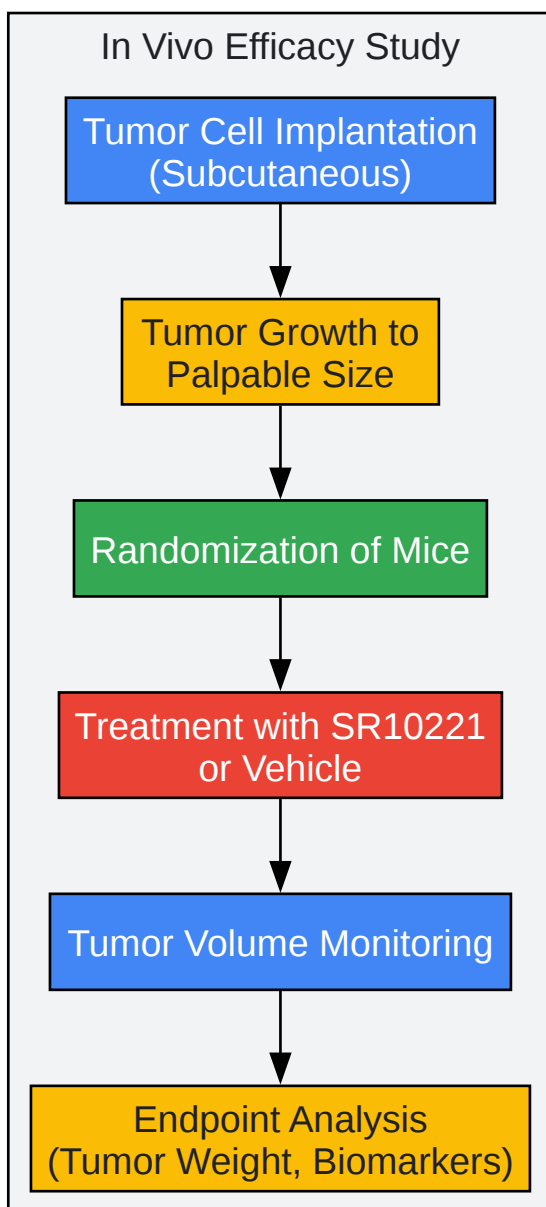 In Vivo Efficacy Study
Tumor Cell Implantation
(Subcutaneous)
Tumor Growth to
Palpable Size
Randomization of Mice
Treatment with SR10221
or Vehicle
Tumor Volume Monitoring
Endpoint Analysis
(Tumor Weight, Biomarkers)